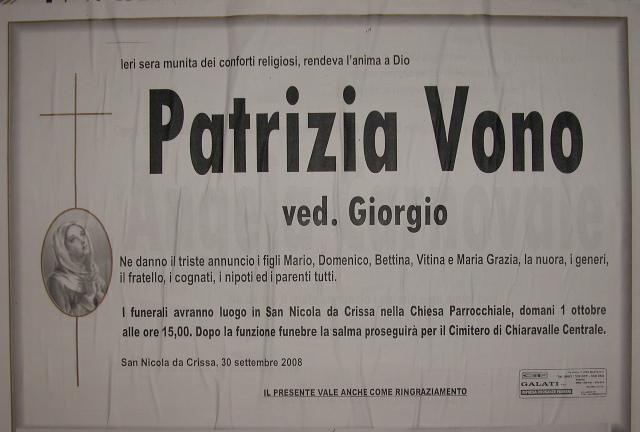 Ieri sera munita dei conforti religiosi, rendeva l'anima a Dio
Patrizia Vono
ved. Giorgio
Ne danno il triste annuncio i figli Mario, Domenico, Bettina, Vitina e Maria Grazia, la nuora, i generi,
il fratello, i cognati, i nipoti ed i parenti tutti.
I funerali avranno luogo in San Nicola da Crissa nella Chiesa Parrocchiale, domani 1 ottobre
alle ore 15,00. Dopo la funzione funebre la salma proseguirà per il Cimitero di Chiaravalle Centrale.
San Nicola da Crissa, 30 settembre 2008
IL PRESENTE VALE ANCHE COME RINGRAZIAMENTO
GALATI